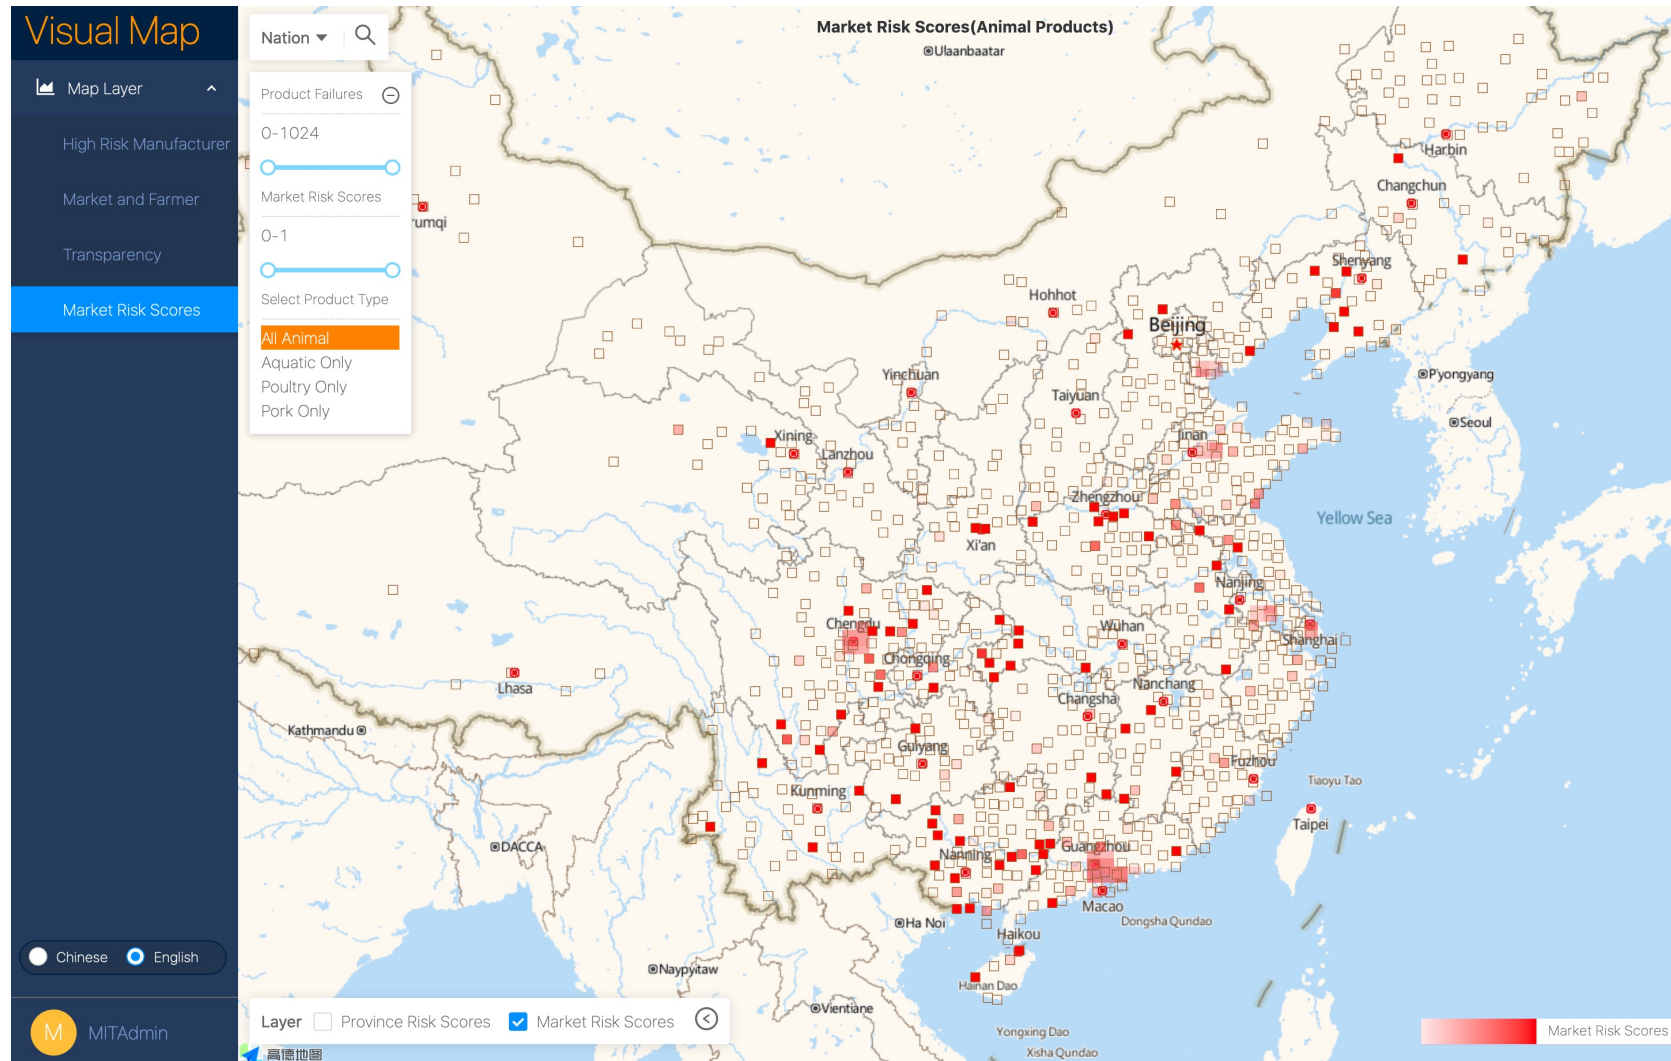 Visual Map
Map Layer
High Risk Manufacturer
Market and Farmer
Transparency
Market Risk Scores
Chinese
English
M
MITAdmin
Nation
Product Failures
0-1024
Market Risk Scores
0-1
Select Product Type
All Animal
Aquatic Only
Poultry Only
Pork Only
Market Risk Scores(Animal Products)
Ulaanbaatar
Harbin
Changchun
rumqi
Shenyang
Hohhot
Beijing
Yinchuan
P'yongyang
Taiyuan
Seoul
Xining
Jinan
Lanzhou
Zhengzhou
Yellow Sea
Xi'an
Nanjing
Chengdu
Wuhan
Shanghai
Chongqing
Lhasa
Nanchang
Changsha
Kathmandu
Guiyang
Fuzhou
Tiaoyu Tao
Kunming
Taipei
DACCA
Guangzhou
Nanning
Macao
Ha Noi
Dongsha Qundao
Haikou
Naypyitaw
Hainan Dao
Vientiane
Yongxing Dao
Xisha Qundao
Layer
Province Risk Scores
Market Risk Scores
高德地图
Market Risk Scores